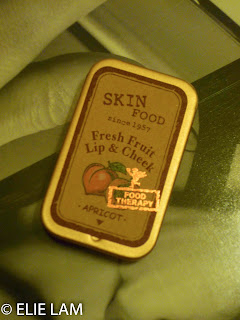 SKIN
FOOD
since 1957
Fresh Fruit
Lip & Cheek
FOOD
THERAPY
- APRICOT -
© ELIE LAM